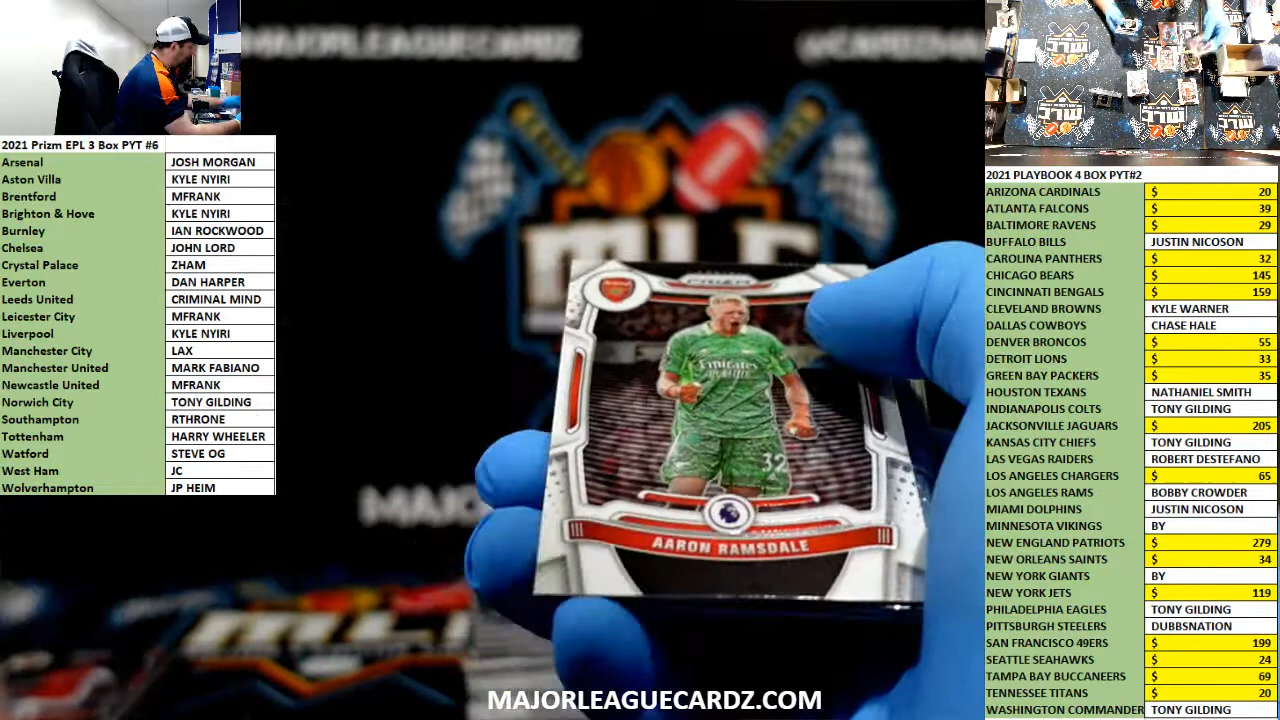 2021 Prizm EPL 3 Box PYT #6
Arsenal JOSH MORGAN
Aston Villa KYLE NYIRI
Brentford MFRANK
Brighton & Hove KYLE NYIRI
Burnley IAN ROCKWOOD
Chelsea JOHN LORD
Crystal Palace ZHAM
Everton DAN HARPER
Leeds United CRIMINAL MIND
Leicester City MFRANK
Liverpool KYLE NYIRI
Manchester City LAX
Manchester United MARK FABIANO
Newcastle United MFRANK
Norwich City TONY GILDING
Southampton RTHRONE
Tottenham HARRY WHEELER
Watford STEVE OG
West Ham JC
Wolverhampton JP HEIM
MLC
PRIZM
Arsenal
Emirates
32
AARON RAMSDALE
MAJORLEAGUECARDZ.COM
2021 PLAYBOOK 4 BOX PYT#2
ARIZONA CARDINALS $ 20
ATLANTA FALCONS $ 39
BALTIMORE RAVENS $ 29
BUFFALO BILLS JUSTIN NICOSON
CAROLINA PANTHERS $ 32
CHICAGO BEARS $ 145
CINCINNATI BENGALS $ 159
CLEVELAND BROWNS KYLE WARNER
DALLAS COWBOYS CHASE HALE
DENVER BRONCOS $ 55
DETROIT LIONS $ 33
GREEN BAY PACKERS $ 35
HOUSTON TEXANS NATHANIEL SMITH
INDIANAPOLIS COLTS TONY GILDING
JACKSONVILLE JAGUARS $ 205
KANSAS CITY CHIEFS TONY GILDING
LAS VEGAS RAIDERS ROBERT DESTEFANO
LOS ANGELES CHARGERS $ 65
LOS ANGELES RAMS BOBBY CROWDER
MIAMI DOLPHINS JUSTIN NICOSON
MINNESOTA VIKINGS BY
NEW ENGLAND PATRIOTS $ 279
NEW ORLEANS SAINTS $ 34
NEW YORK GIANTS BY
NEW YORK JETS $ 119
PHILADELPHIA EAGLES TONY GILDING
PITTSBURGH STEELERS DUBBSNATION
SAN FRANCISCO 49ERS $ 199
SEATTLE SEAHAWKS $ 24
TAMPA BAY BUCCANEERS $ 69
TENNESSEE TITANS $ 20
WASHINGTON COMMANDER TONY GILDING